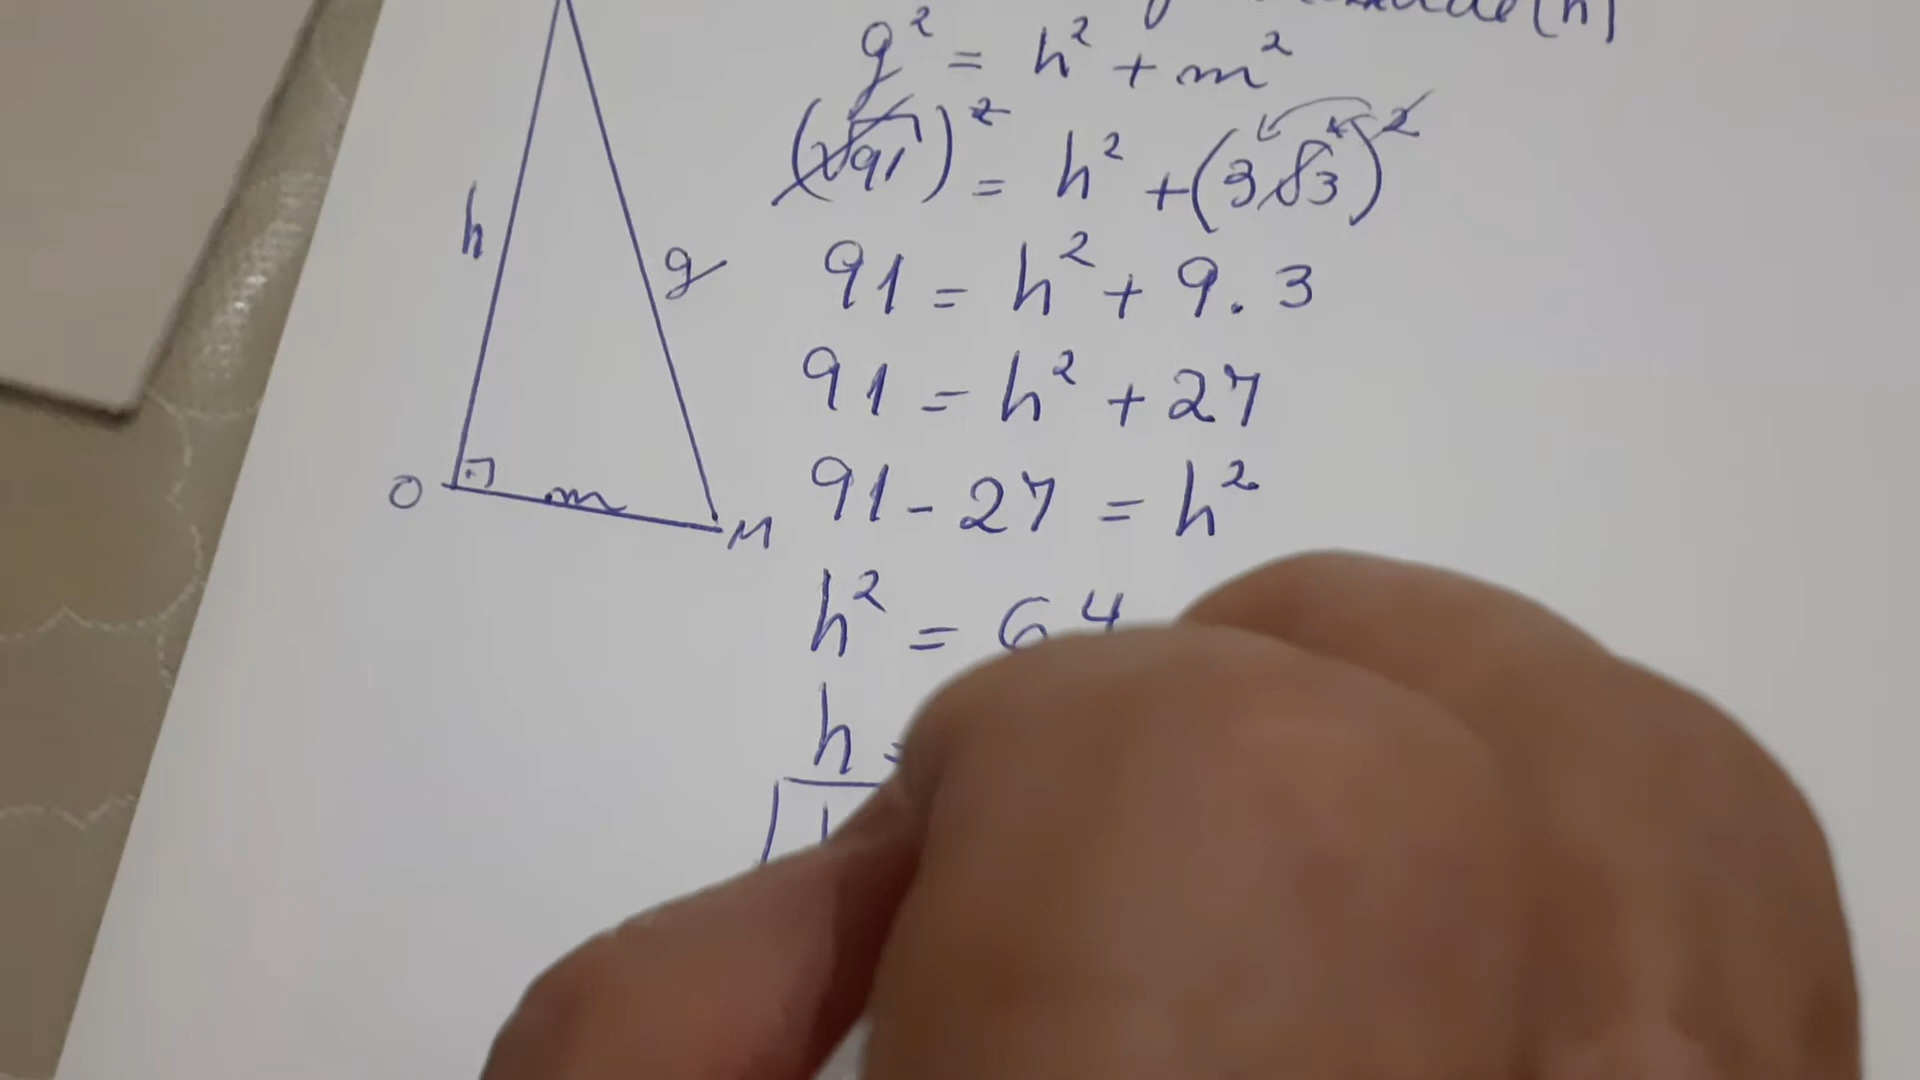 (h)
g² = h² + m²
(√91)² = h² + (3√3)²
91 = h² + 9.3
91 = h² + 27
91 - 27 = h²
h² = 64
h =
h
g
O
m
M